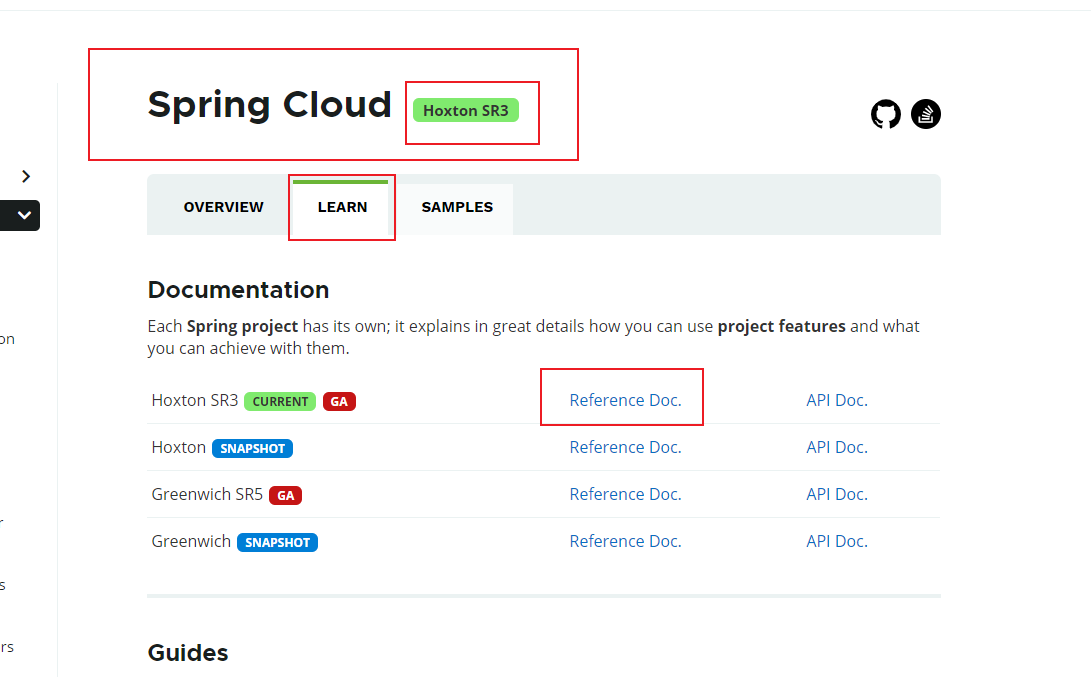 Spring Cloud Hoxton SR3
OVERVIEW LEARN SAMPLES
Documentation
Each Spring project has its own; it explains in great details how you can use project features and what
you can achieve with them.
Hoxton SR3 CURRENT GA Reference Doc. API Doc.
Hoxton SNAPSHOT Reference Doc. API Doc.
Greenwich SR5 GA Reference Doc. API Doc.
Greenwich SNAPSHOT Reference Doc. API Doc.
Guides